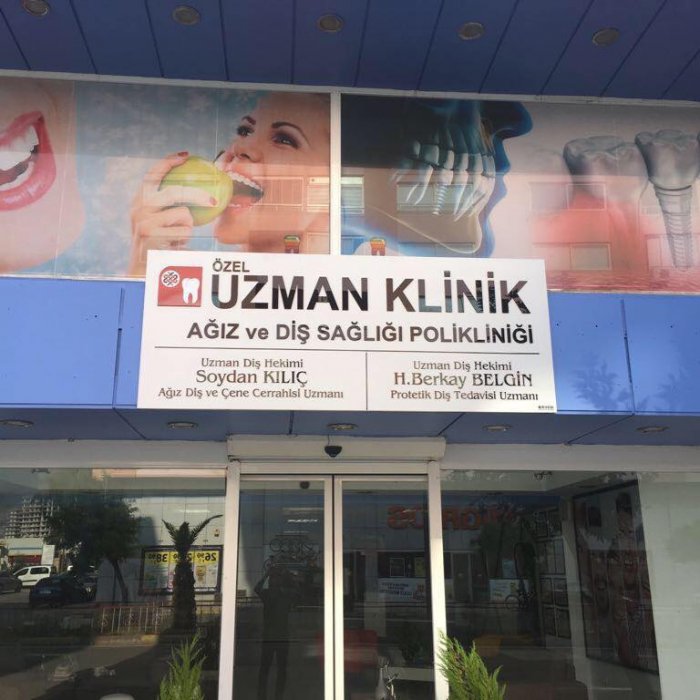 ÖZEL
UZMAN KLİNİK
AĞIZ ve DİŞ SAĞLIĞI POLİKLİNİĞİ
Uzman Diş Hekimi
Soydan KILIÇ
Ağız Diş ve Çene Cerrahisi Uzmanı
Uzman Diş Hekimi
H.Berkay BELGİN
Protetik Diş Tedavisi Uzmanı